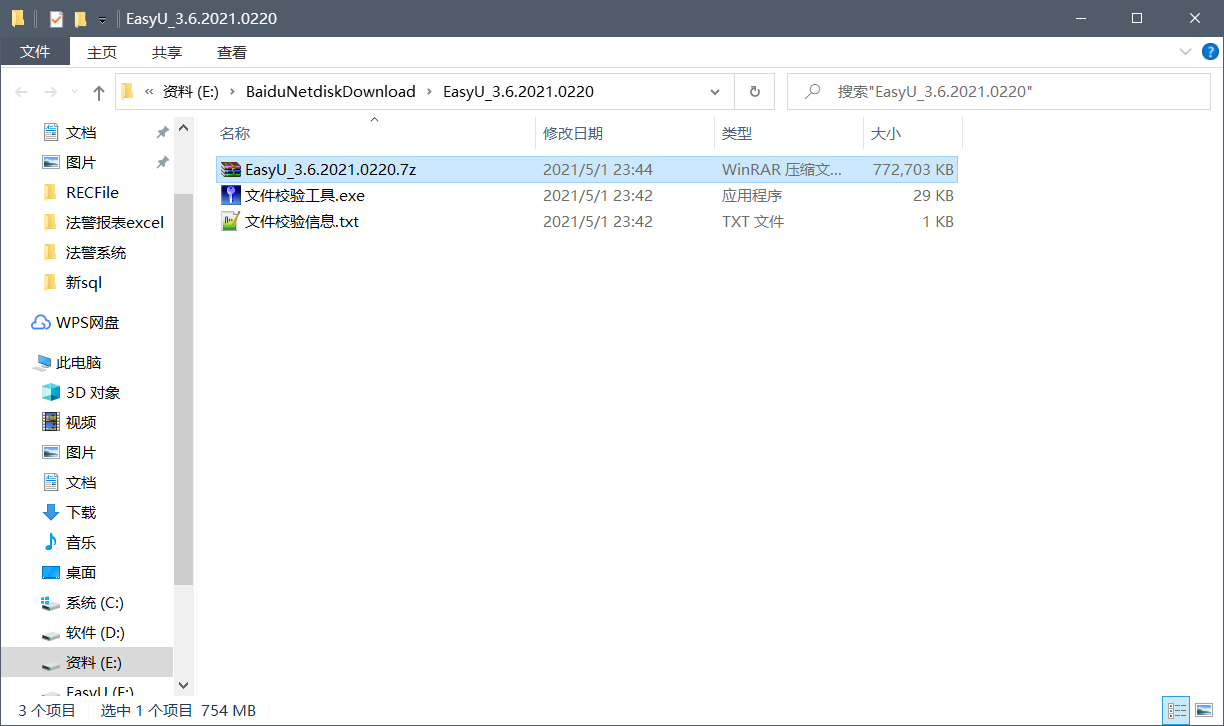 EasyU_3.6.2021.0220
文件 主页 共享 查看
« 资料 (E:) › BaiduNetdiskDownload › EasyU_3.6.2021.0220
搜索"EasyU_3.6.2021.0220"
名称 修改日期 类型 大小
EasyU_3.6.2021.0220.7z 2021/5/1 23:44 WinRAR 压缩文... 772,703 KB
文件校验工具.exe 2021/5/1 23:42 应用程序 29 KB
文件校验信息.txt 2021/5/1 23:42 TXT 文件 1 KB
文档
图片
RECFile
法警报表excel
法警系统
新sql
WPS网盘
此电脑
3D 对象
视频
图片
文档
下载
音乐
桌面
系统 (C:)
软件 (D:)
资料 (E:)
EasyU (F:)
3 个项目 选中 1 个项目 754 MB